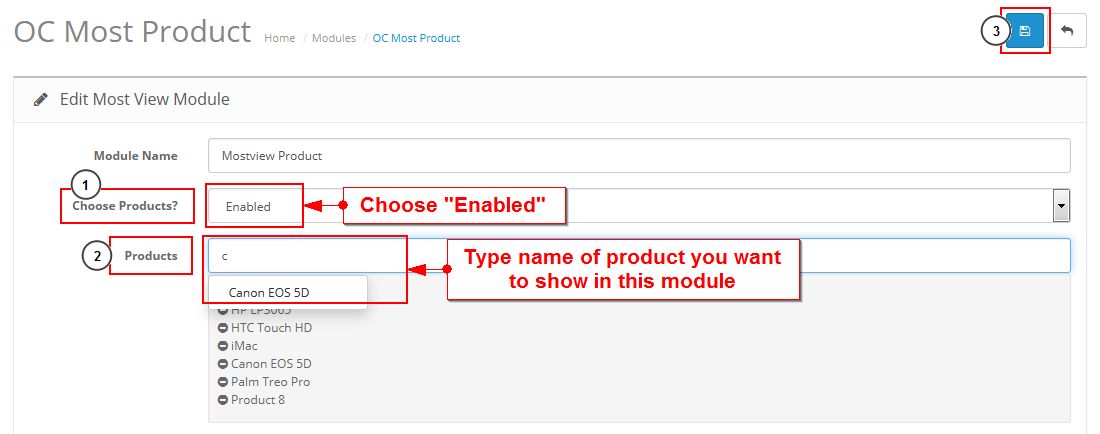 OC Most Product Home / Modules / OC Most Product 3
Edit Most View Module
Module Name Mostview Product
1
Choose Products? Enabled Choose "Enabled"
2 Products c
Type name of product you want
to show in this module
Canon EOS 5D
HP LP3065
HTC Touch HD
iMac
Canon EOS 5D
Palm Treo Pro
Product 8